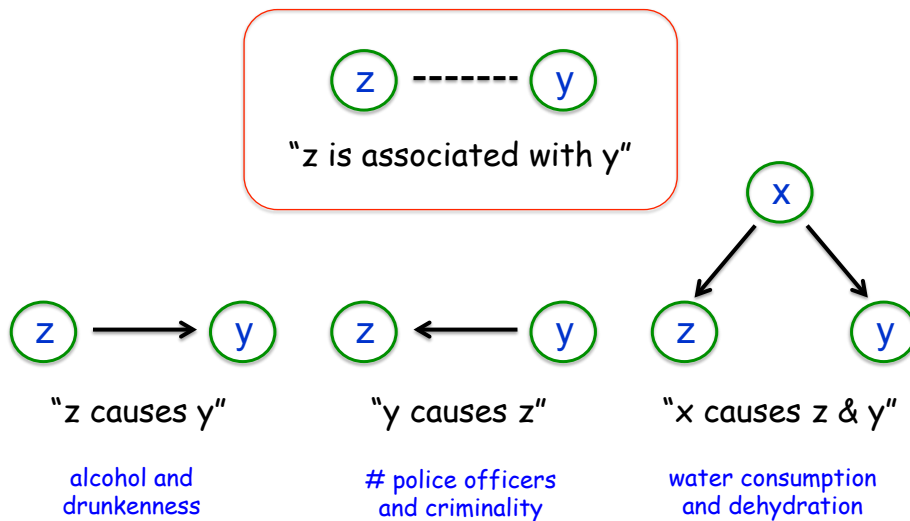 z y
“z is associated with y”
x
z y
z y
z y
“z causes y”
“y causes z”
“x causes z & y”
alcohol and
drunkenness
# police officers
and criminality
water consumption
and dehydration